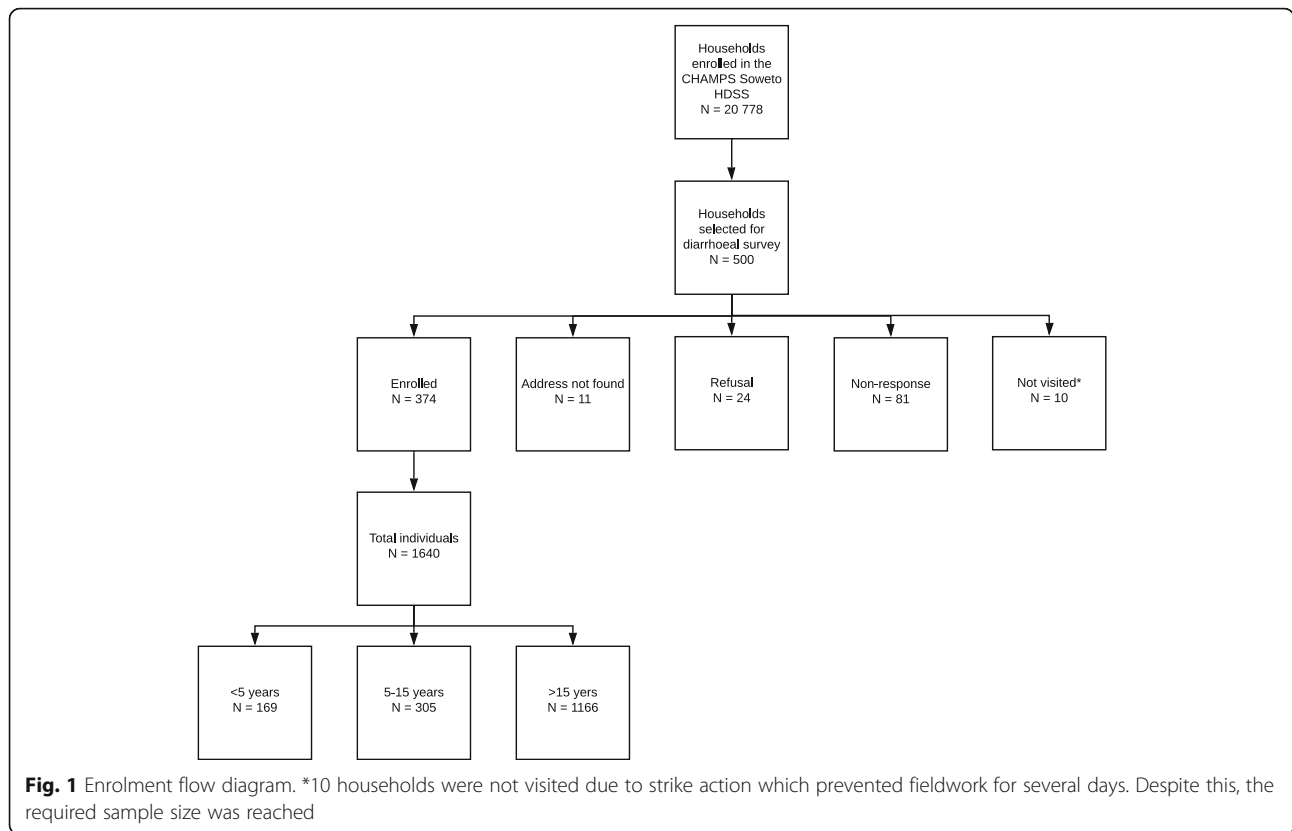 Households
enrolled in the
CHAMPS Soweto
HDSS
N = 20 778
Households
selected for
diarrhoeal survey
N = 500
Enrolled
N = 374
Address not found
N = 11
Refusal
N = 24
Non-response
N = 81
Not visited*
N = 10
Total individuals
N = 1640
<5 years
N = 169
5-15 years
N = 305
>15 yers
N = 1166
Fig. 1 Enrolment flow diagram. *10 households were not visited due to strike action which prevented fieldwork for several days. Despite this, the
required sample size was reached